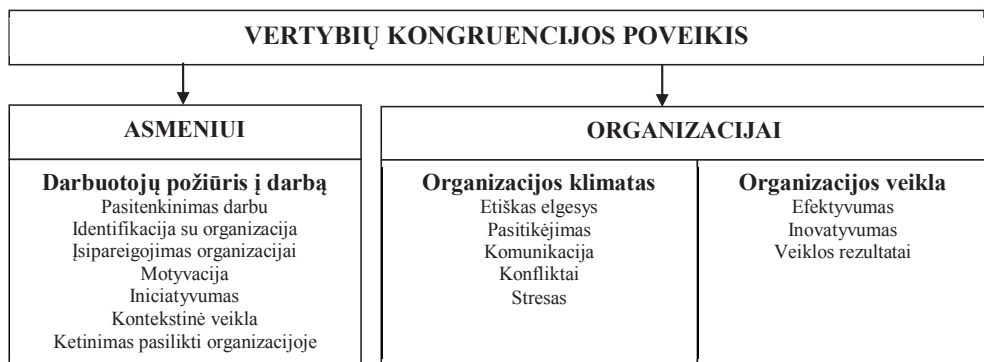 VERTYBIŲ KONGRUENCIJOS POVEIKIS
ASMENIUI
Darbuotojų požiūris į darbą
Pasitenkinimas darbu
Identifikacija su organizacija
Įsipareigojimas organizacijai
Motyvacija
Iniciatyvumas
Kontekstinė veikla
Ketinimas pasilikti organizacijoje
ORGANIZACIJAI
Organizacijos klimatas
Etiškas elgesys
Pasitikėjimas
Komunikacija
Konfliktai
Stresas
Organizacijos veikla
Efektyvumas
Inovatyvumas
Veiklos rezultatai